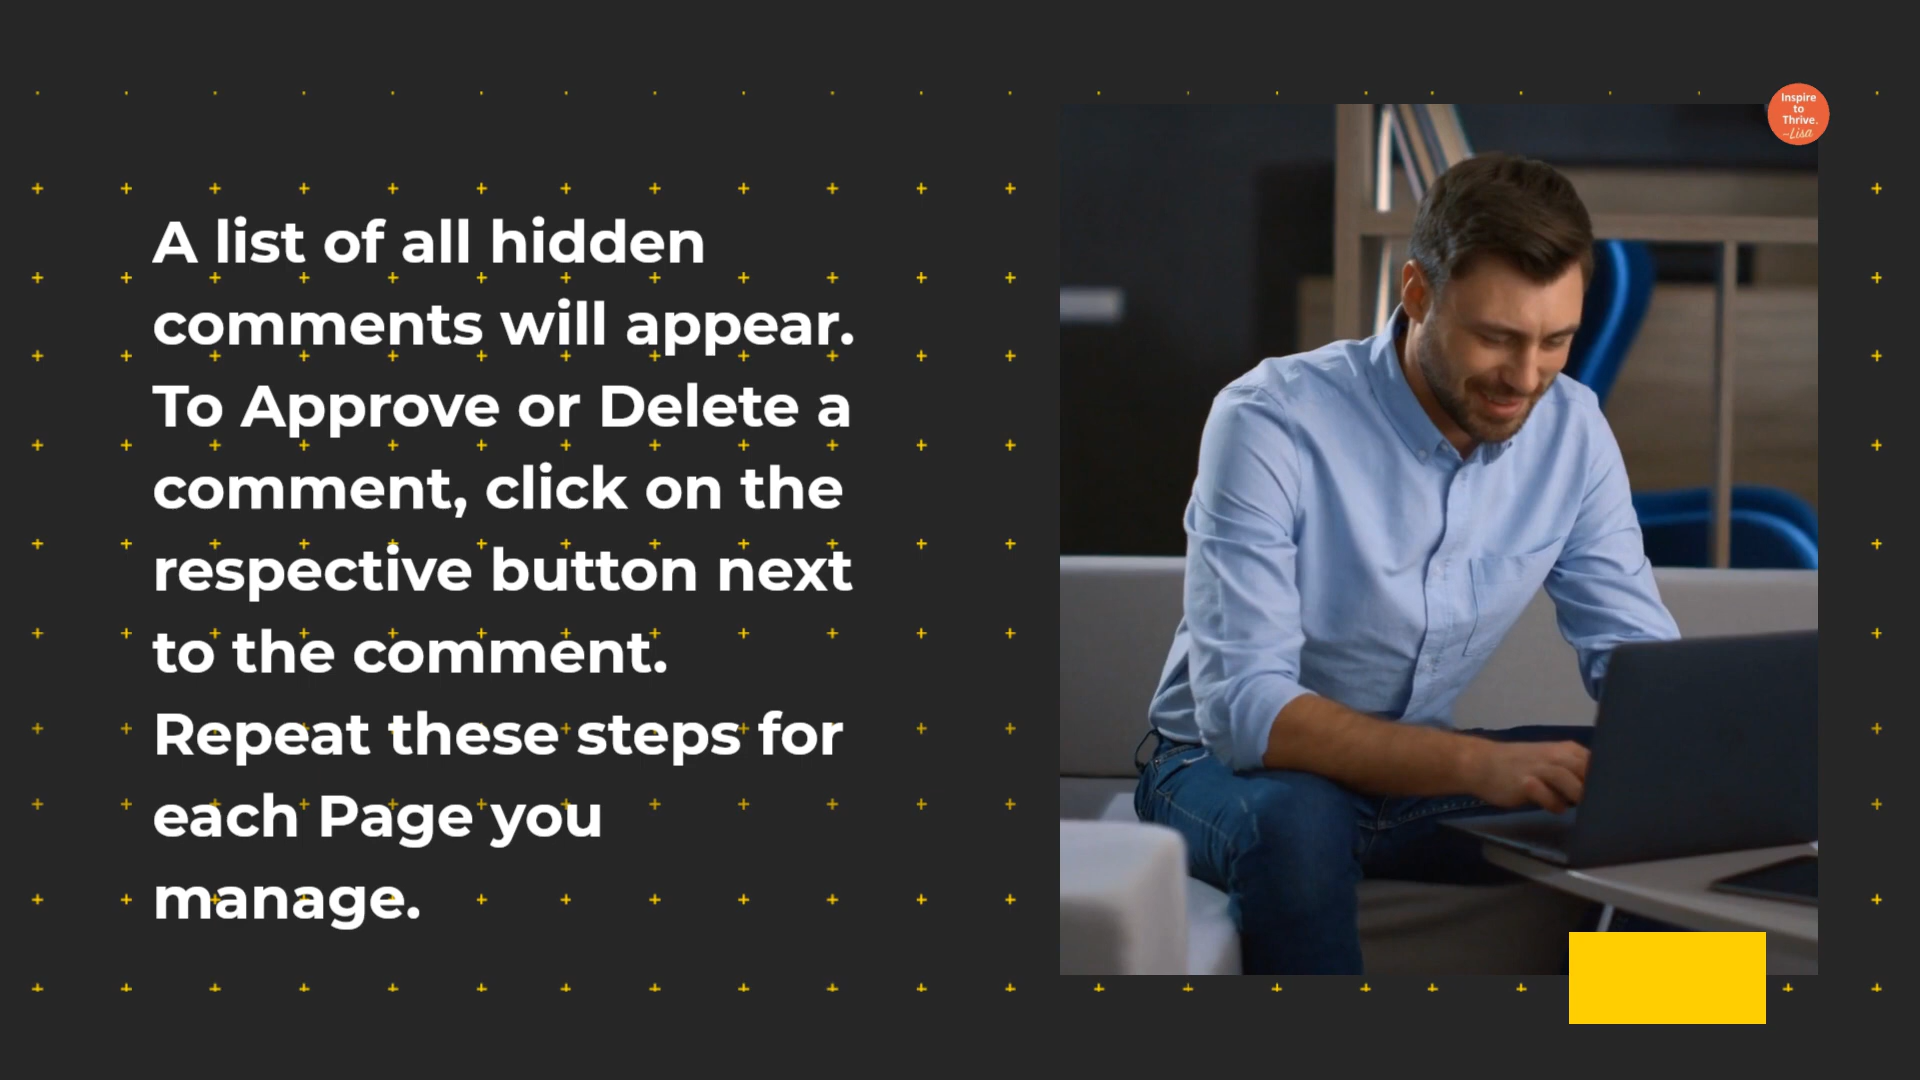 A list of all hidden
comments will appear.
To Approve or Delete a
comment, click on the
respective button next
to the comment.
Repeat these steps for
each Page you
manage.
Inspire
to
Thrive.
-Lisa